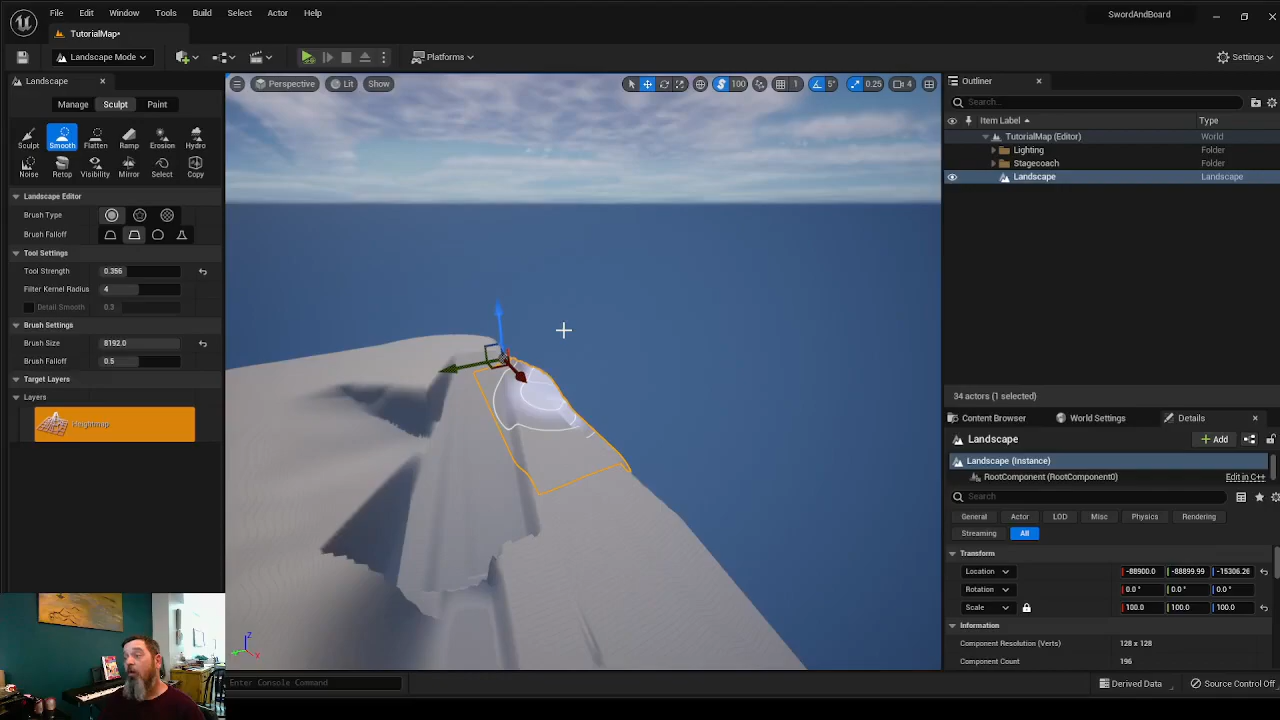 File Edit Window Tools Build Select Actor Help
SwordAndBoard
TutorialMap•
Landscape Mode
Platforms
Settings
Landscape
Manage Sculpt Paint
Sculpt Smooth Flatten Ramp Erosion Hydro
Noise Retop Visibility Mirror Select Copy
Landscape Editor
Brush Type
Brush Falloff
Tool Settings
Tool Strength 0.356
Filter Kernel Radius 4
Detail Smooth 0.3
Brush Settings
Brush Size 8192.0
Brush Falloff 0.5
Target Layers
Layers
Heightmap
Perspective Lit Show
100 1 5° 0.25 4
Enter Console Command
Outliner
Search...
Item Label Type
TutorialMap (Editor) World
Lighting Folder
Stagecoach Folder
Landscape Landscape
34 actors (1 selected)
Content Browser World Settings Details
Landscape
Add
Landscape (Instance)
RootComponent (RootComponent0) Edit in C++
Search
General Actor LOD Misc Physics Rendering
Streaming All
Transform
Location -88900.0 -88899.99 -15306.26
Rotation 0.0 ° 0.0 ° 0.0 °
Scale 100.0 100.0 100.0
Information
Component Resolution (Verts) 128 x 128
Component Count 196
Derived Data Source Control Off
Z
X